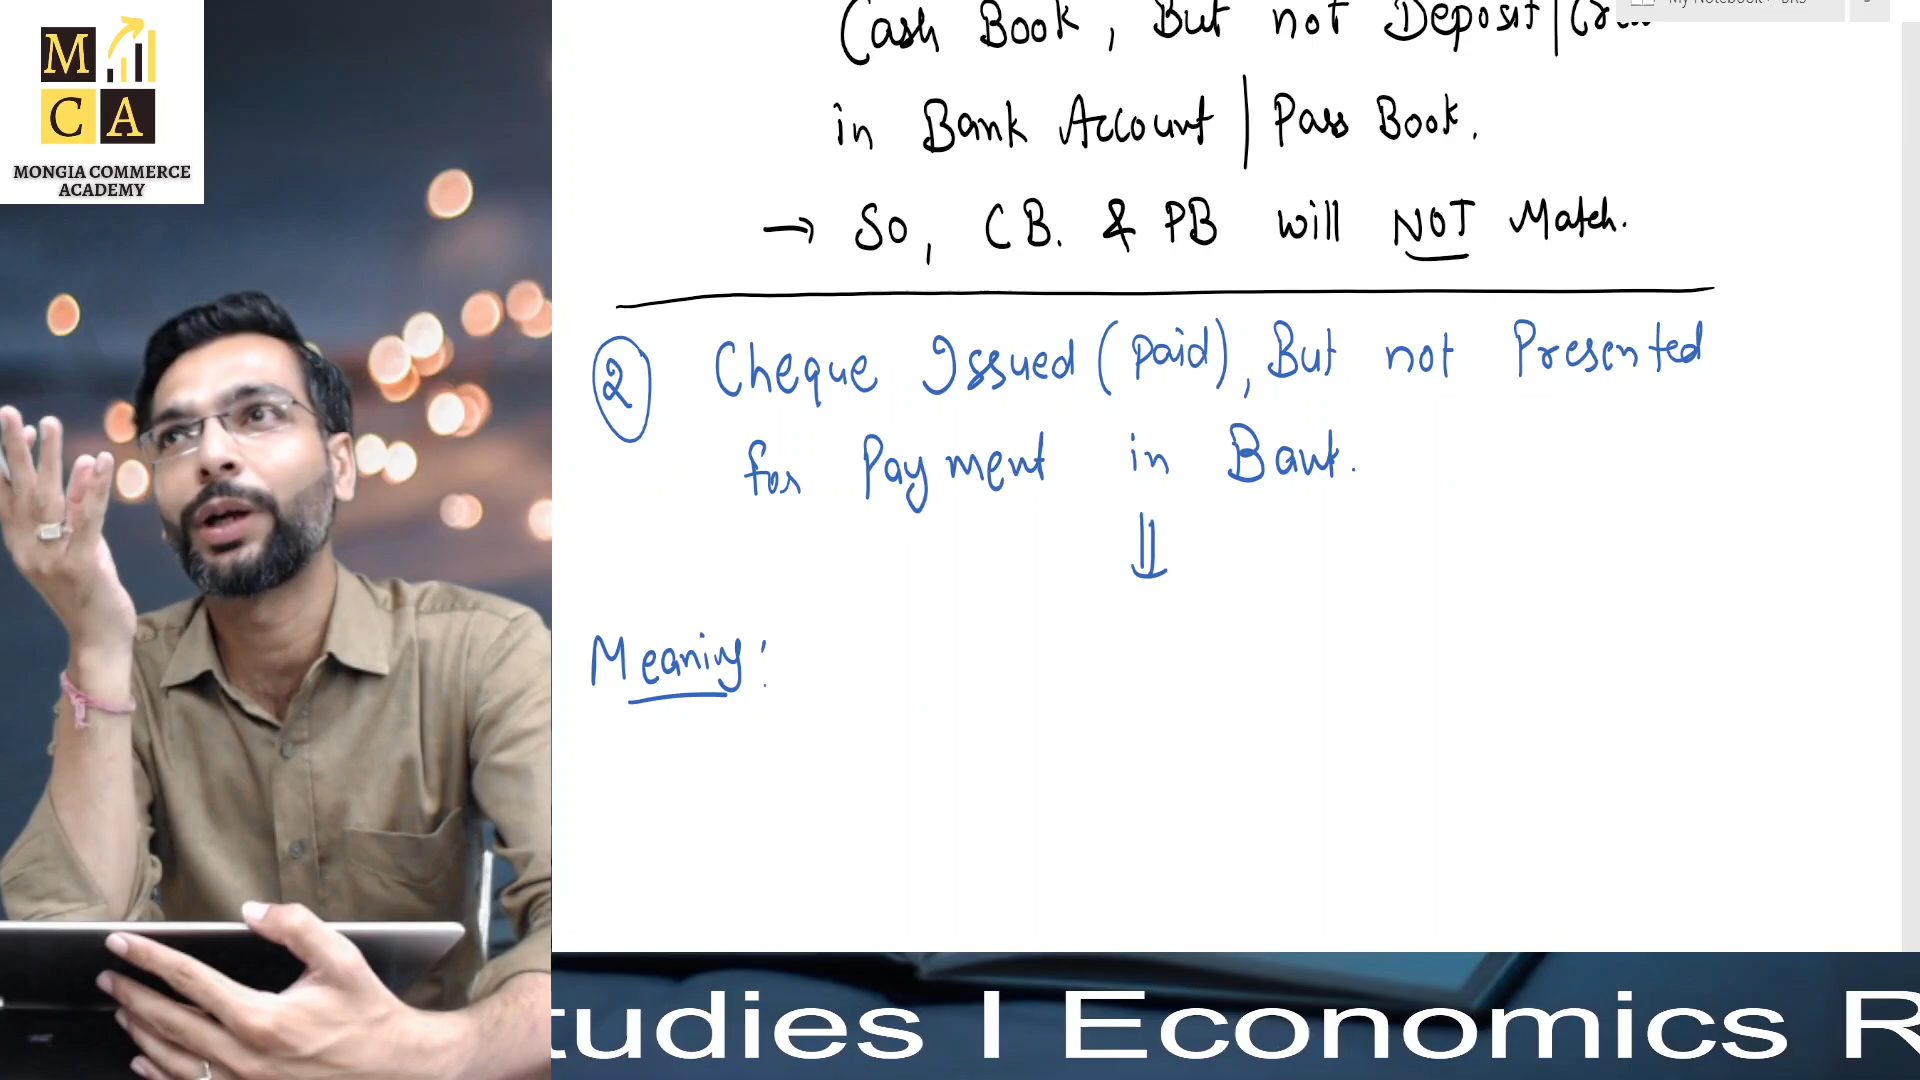 M
C A
MONGIA COMMERCE
ACADEMY
Cash Book, But not Deposit/
in Bank Account | Pass Book.
→ So, CB. & PB will NOT Match.
② Cheque Issued (Paid), But not Presented
for Payment in Bank.
⇓
Meaning:
tudies I Economics R